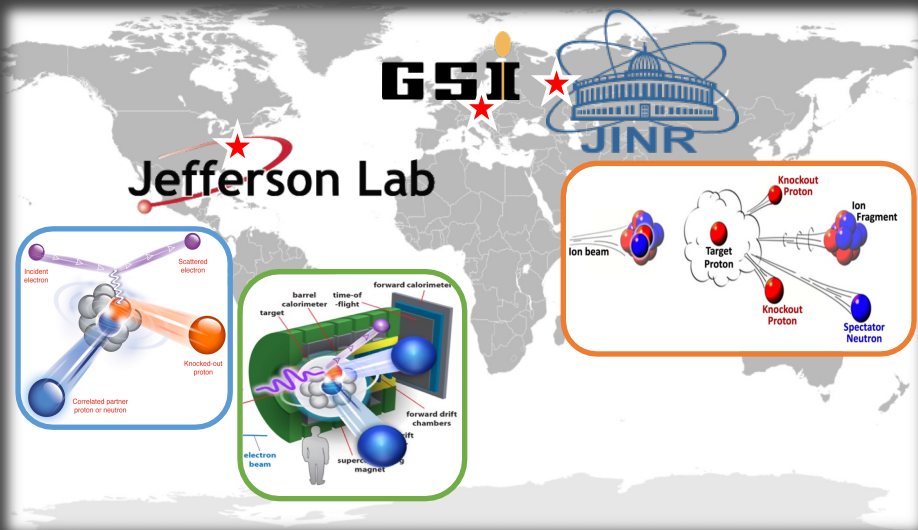 GSI
JINR
Jefferson Lab
Incident
electron
Scattered
electron
Knocked-out
proton
Correlated partner
proton or neutron
forward calorimeter
barrel
calorimeter
time-of
-flight
target
forward drift
chambers
electron
beam
magnet
Ion beam
Target
Proton
Knockout
Proton
Ion
Fragment
Knockout
Proton
Spectator
Neutron